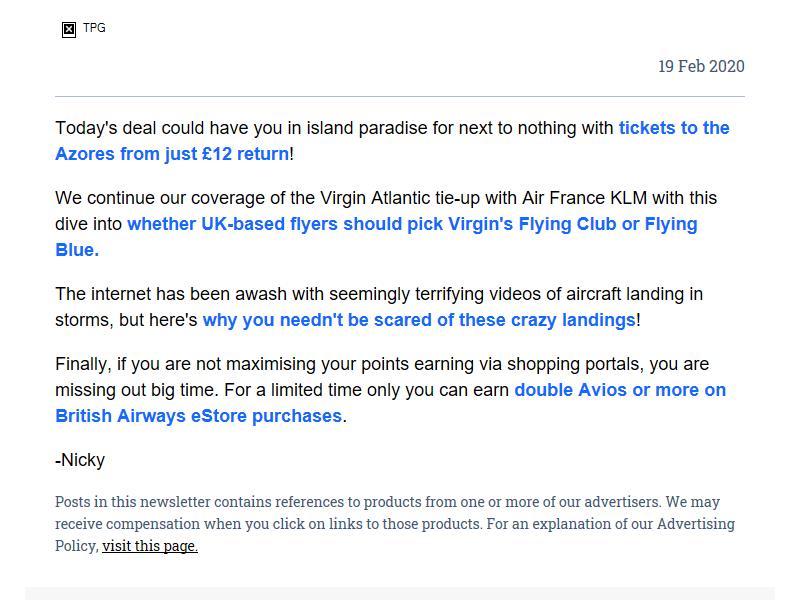 TPG
19 Feb 2020
Today's deal could have you in island paradise for next to nothing with tickets to the
Azores from just £12 return!
We continue our coverage of the Virgin Atlantic tie-up with Air France KLM with this
dive into whether UK-based flyers should pick Virgin's Flying Club or Flying
Blue.
The internet has been awash with seemingly terrifying videos of aircraft landing in
storms, but here's why you needn't be scared of these crazy landings!
Finally, if you are not maximising your points earning via shopping portals, you are
missing out big time. For a limited time only you can earn double Avios or more on
British Airways eStore purchases.
-Nicky
Posts in this newsletter contains references to products from one or more of our advertisers. We may
receive compensation when you click on links to those products. For an explanation of our Advertising
Policy, visit this page.